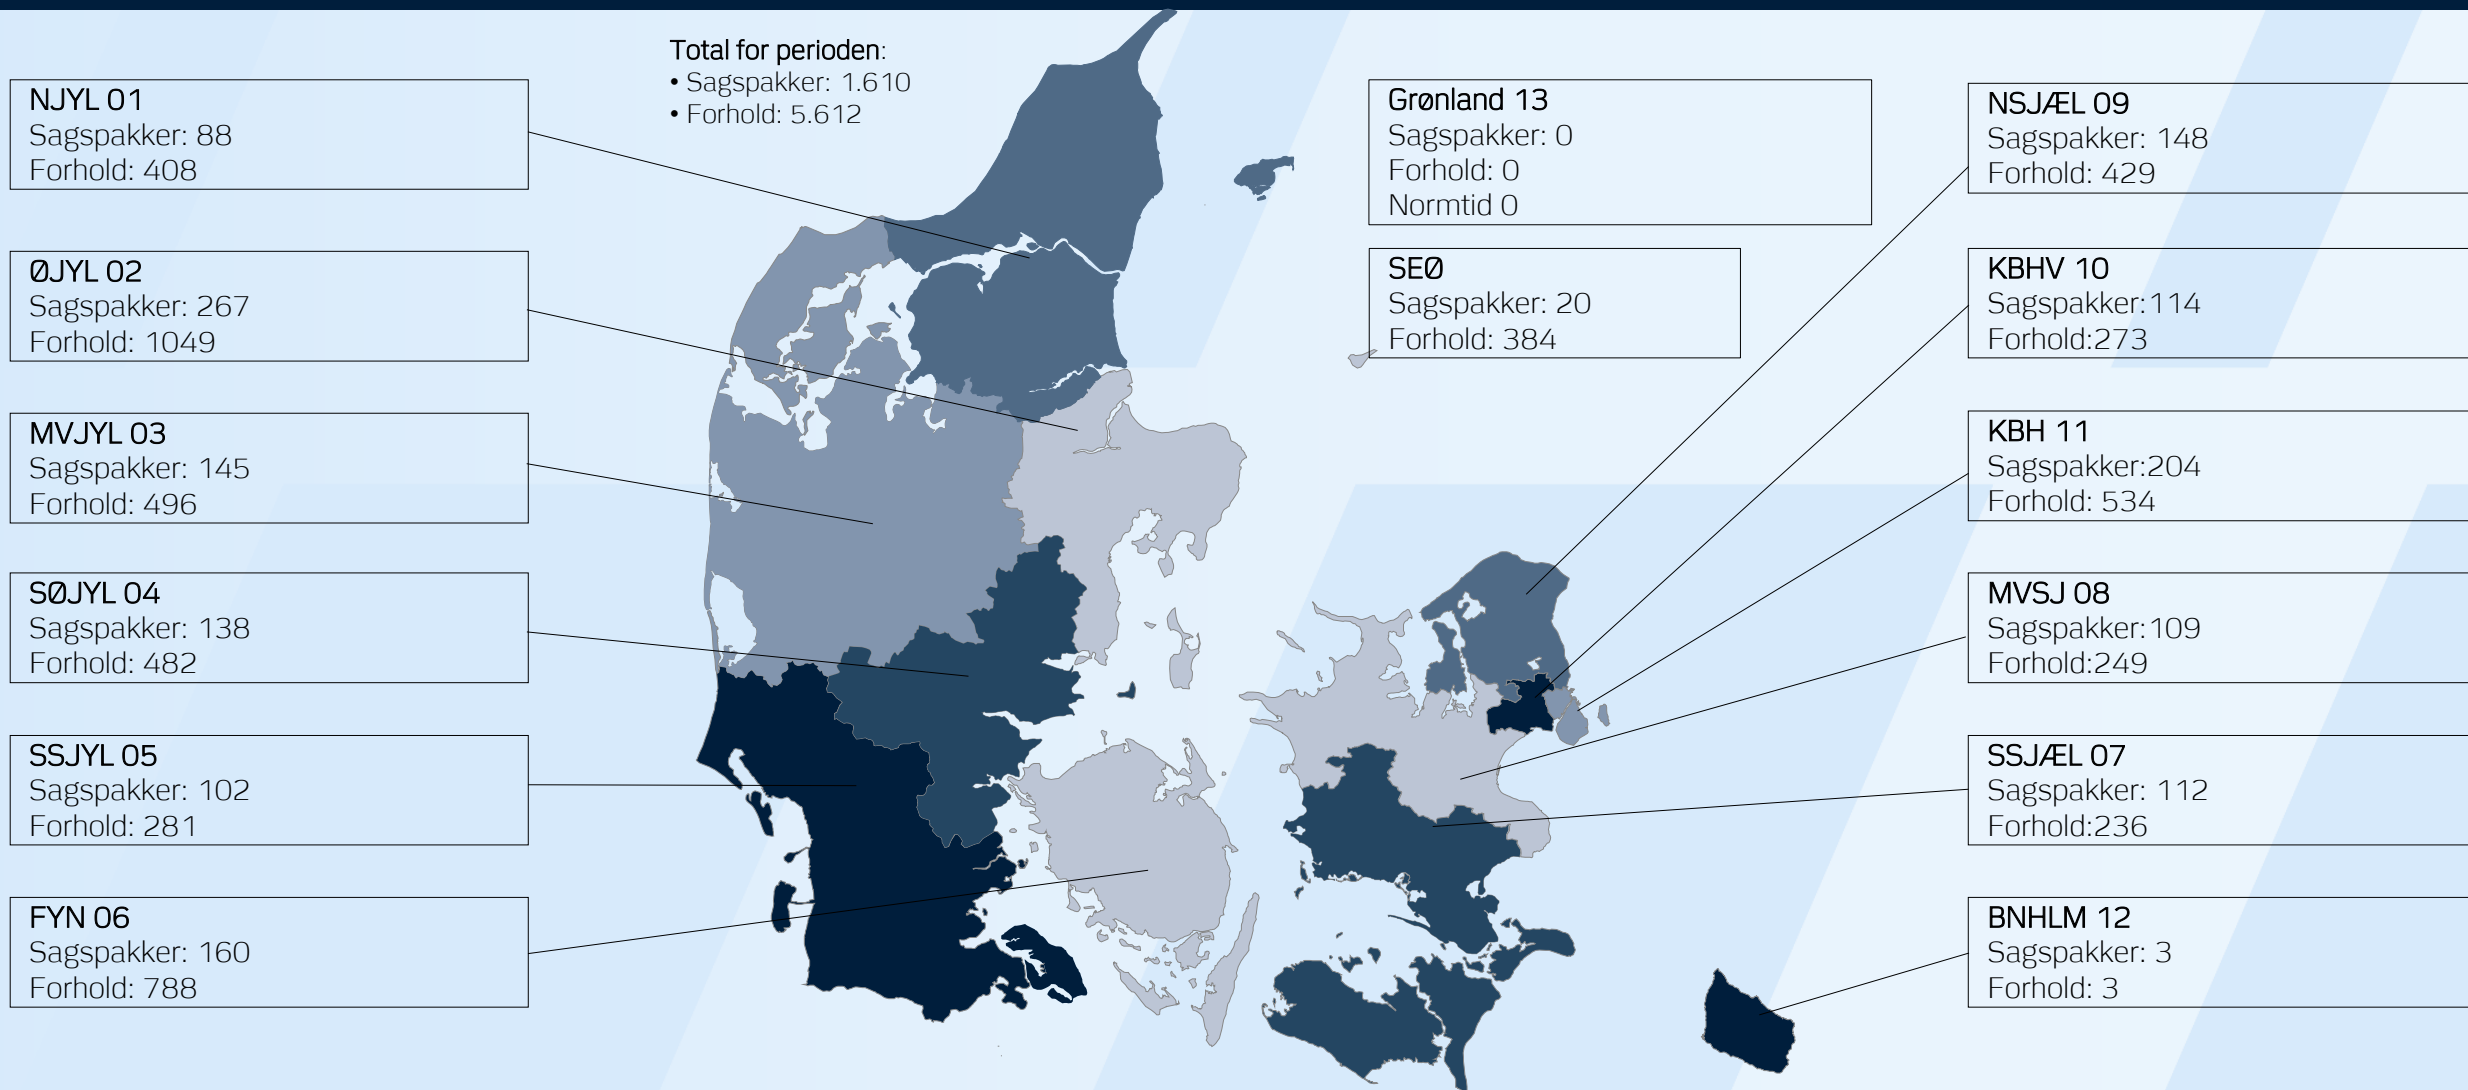 Total for perioden:
• Sagspakker: 1.610
• Forhold: 5.612
NJYL 01
Sagspakker: 88
Forhold: 408
ØJYL 02
Sagspakker: 267
Forhold: 1049
MVJYL 03
Sagspakker: 145
Forhold: 496
SØJYL 04
Sagspakker: 138
Forhold: 482
SSJYL 05
Sagspakker: 102
Forhold: 281
FYN 06
Sagspakker: 160
Forhold: 788
Grønland 13
Sagspakker: 0
Forhold: 0
Normtid 0
SEØ
Sagspakker: 20
Forhold: 384
NSJÆL 09
Sagspakker: 148
Forhold: 429
KBHV 10
Sagspakker:114
Forhold:273
KBH 11
Sagspakker:204
Forhold: 534
MVSJ 08
Sagspakker:109
Forhold:249
SSJÆL 07
Sagspakker: 112
Forhold:236
BNHLM 12
Sagspakker: 3
Forhold: 3